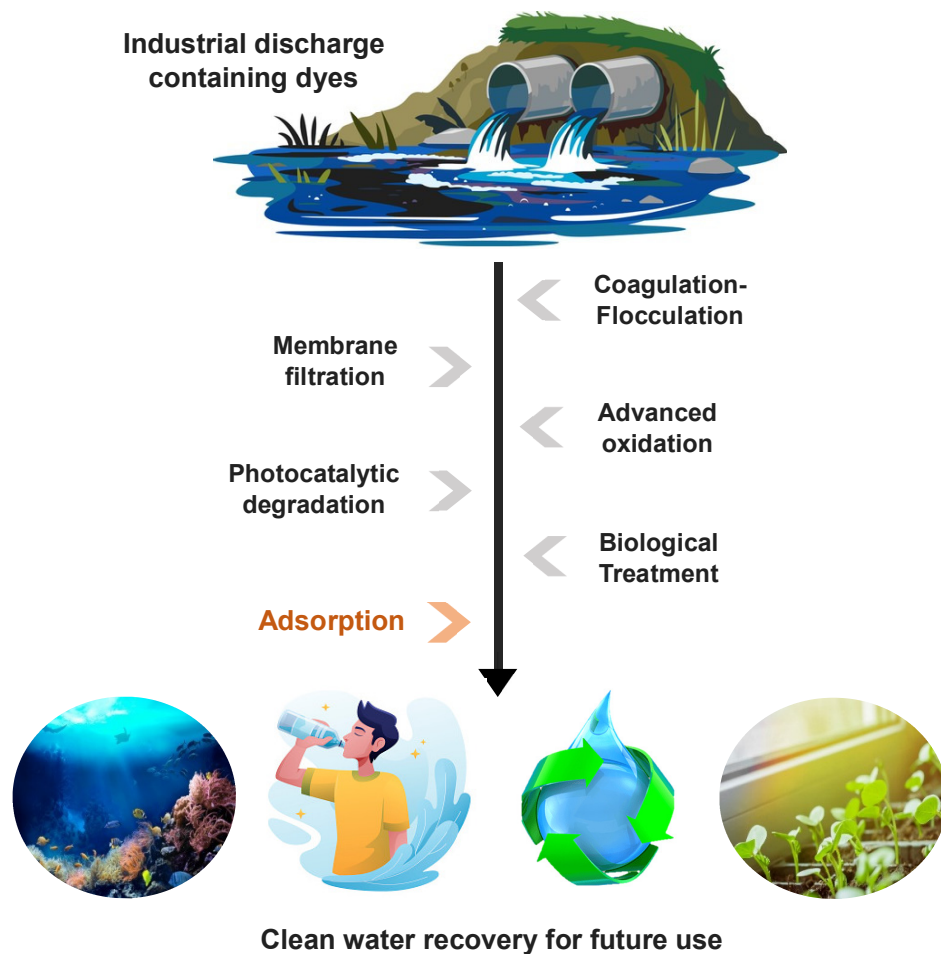 Industrial discharge
containing dyes
Coagulation-
Flocculation
Membrane
filtration
Advanced
oxidation
Photocatalytic
degradation
Biological
Treatment
Adsorption
Clean water recovery for future use